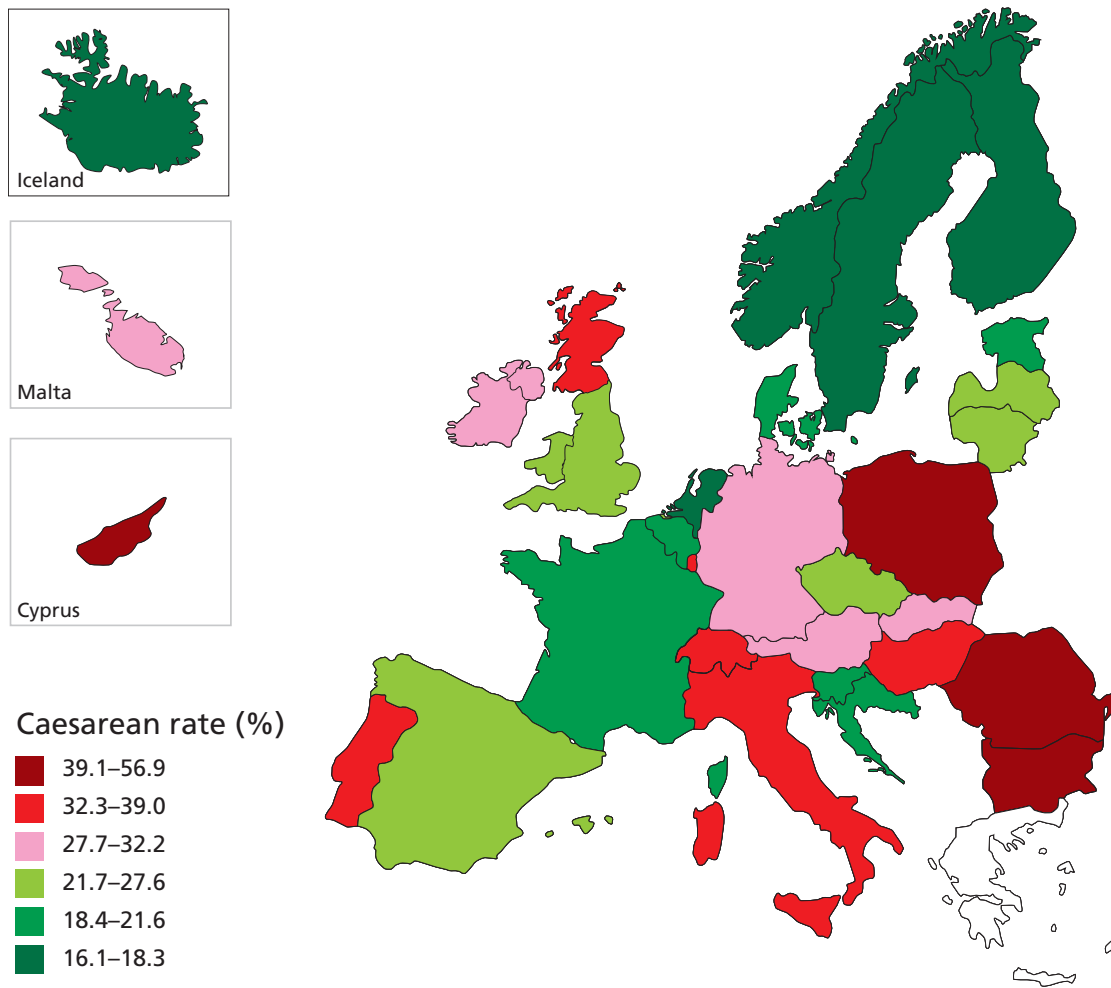 Iceland
Malta
Cyprus
Caesarean rate (%)
39.1–56.9
32.3–39.0
27.7–32.2
21.7–27.6
18.4–21.6
16.1–18.3